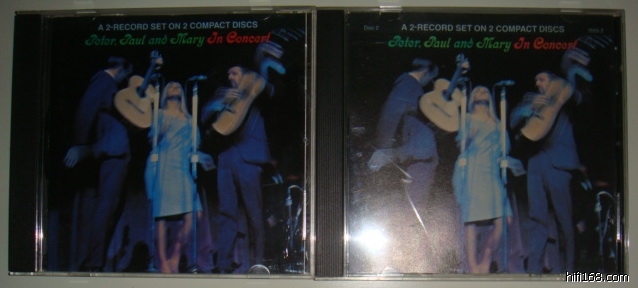 A 2-RECORD SET ON 2 COMPACT DISCS
Peter, Paul and Mary In Concert
A 2-RECORD SET ON 2 COMPACT DISCS
Peter, Paul and Mary In Concert
hifi168.com